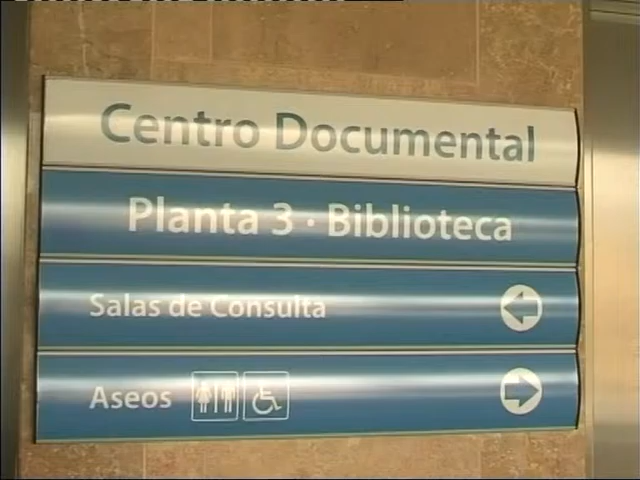 Centro Documental
Planta 3 · Biblioteca
Salas de Consulta
Aseos